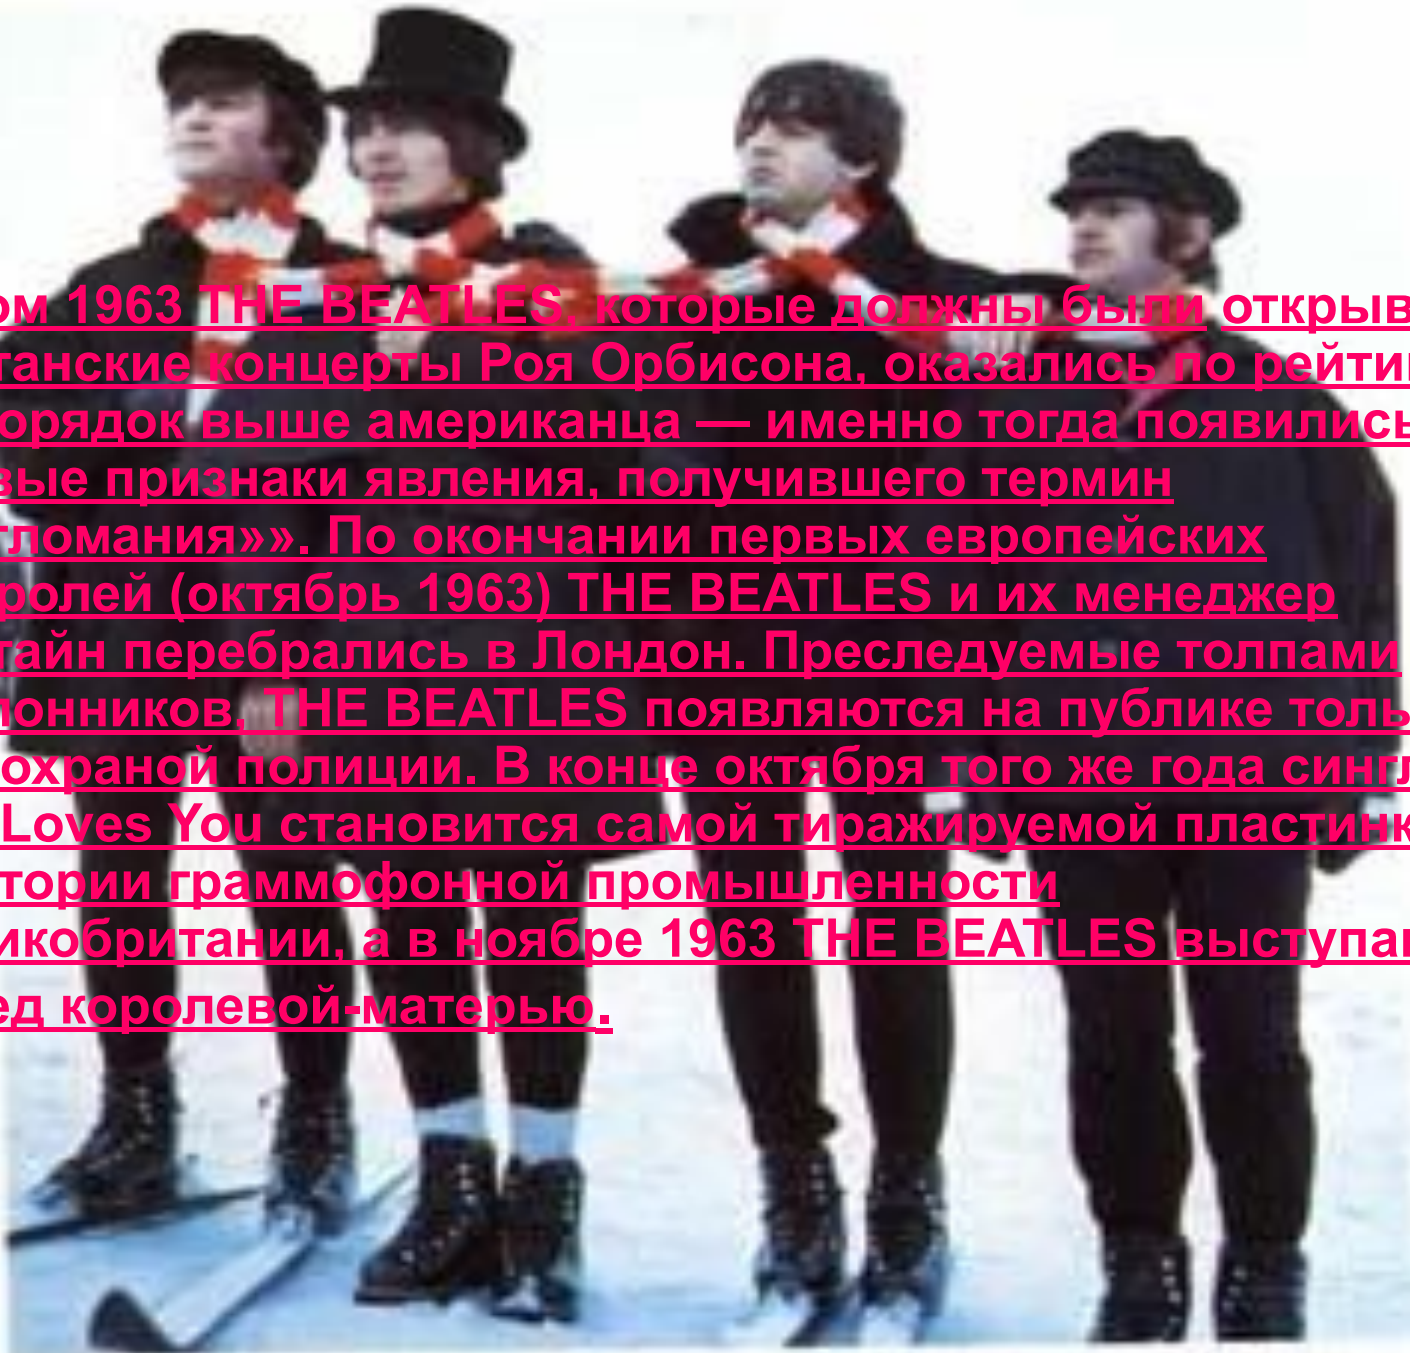 ом 1963 THE BEATLES, которые должны были открыв
танские концерты Роя Орбисона, оказались по рейти
орядок выше американца — именно тогда появились
вые признаки явления, получившего термин
тломания»». По окончании первых европейских
ролей (октябрь 1963) THE BEATLES и их менеджер
тайн перебрались в Лондон. Преследуемые толпами
лонников, THE BEATLES появляются на публике толь
охраной полиции. В конце октября того же года сингл
Loves You становится самой тиражируемой пластинк
тории граммофонной промышленности
икобритании, а в ноябре 1963 THE BEATLES выступаю
ед королевой-матерью.